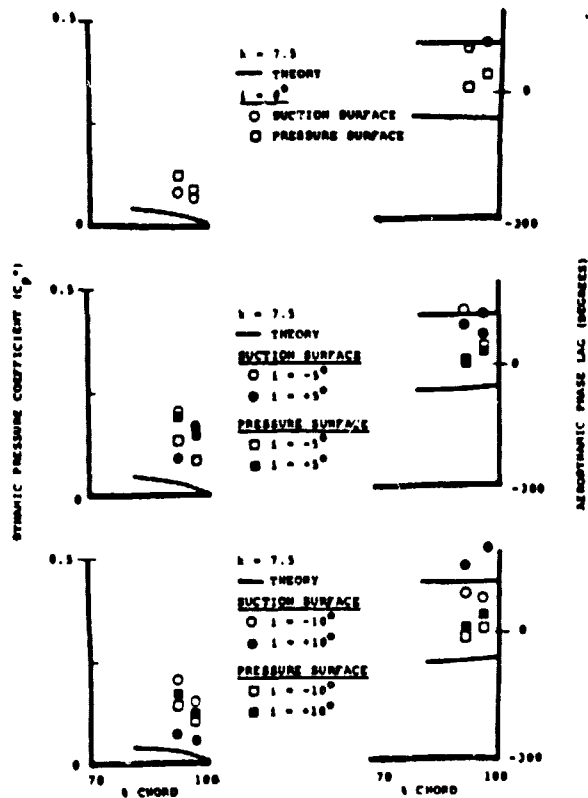 0.5
k = 7.5
THEORY
i = 0°
SUCTION SURFACE
PRESSURE SURFACE
0
0
-300
DYNAMIC PRESSURE COEFFICIENT (Cp*)
AERODYNAMIC PHASE LAG (DEGREES)
0.5
k = 7.5
THEORY
SUCTION SURFACE
i = -5°
i = +5°
PRESSURE SURFACE
i = -5°
i = +5°
0
0
-300
0.5
k = 7.5
THEORY
SUCTION SURFACE
i = -10°
i = +10°
PRESSURE SURFACE
i = -10°
i = +10°
0
0
-300
70
100
% CHORD
70
100
% CHORD